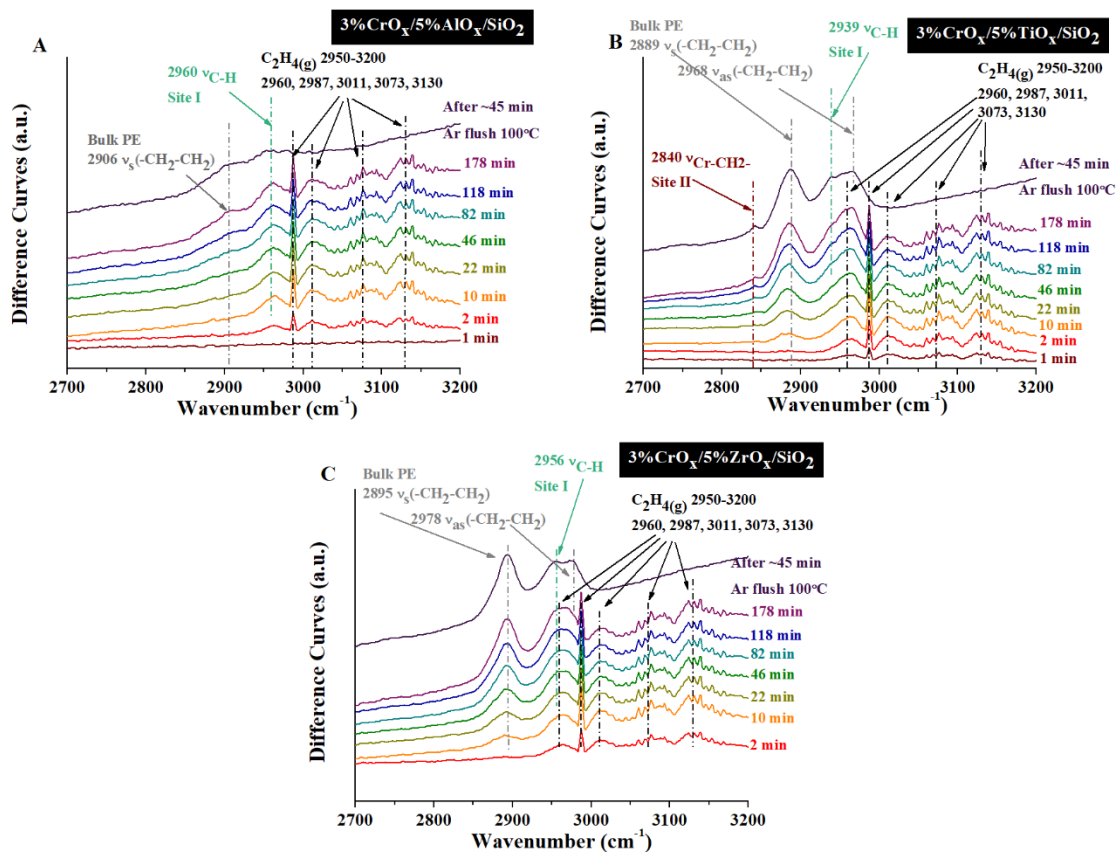 A
3%CrOx/5%AlOx/SiO2
2960 νC-H
Site I
C2H4(g) 2950-3200
2960, 2987, 3011, 3073, 3130
Bulk PE
2906 νs(-CH2-CH2)
After ~45 min
Ar flush 100°C
178 min
118 min
82 min
46 min
22 min
10 min
2 min
1 min
Difference Curves (a.u.)
2700 2800 2900 3000 3100 3200
Wavenumber (cm-1)
B
Bulk PE
2889 νs(-CH2-CH2)
2968 νas(-CH2-CH2)
2939 νC-H
Site I
3%CrOx/5%TiOx/SiO2
C2H4(g) 2950-3200
2960, 2987, 3011,
3073, 3130
2840 νCr-CH2-
Site II
After ~45 min
Ar flush 100°C
178 min
118 min
82 min
46 min
22 min
10 min
2 min
1 min
Difference Curves (a.u.)
2700 2800 2900 3000 3100 3200
Wavenumber (cm-1)
C
2956 νC-H
Site I
3%CrOx/5%ZrOx/SiO2
Bulk PE
2895 νs(-CH2-CH2)
2978 νas(-CH2-CH2)
C2H4(g) 2950-3200
2960, 2987, 3011, 3073, 3130
After ~45 min
Ar flush 100°C
178 min
118 min
82 min
46 min
22 min
10 min
2 min
Difference Curves (a.u.)
2700 2800 2900 3000 3100 3200
Wavenumber (cm-1)